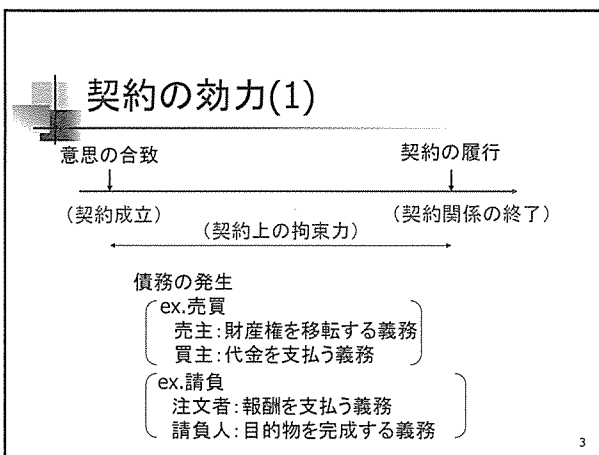 契約の効力(1)
意思の合致
契約の履行
(契約成立)
(契約上の拘束力)
(契約関係の終了)
債務の発生
ex.売買
売主:財産権を移転する義務
買主:代金を支払う義務
ex.請負
注文者:報酬を支払う義務
請負人:目的物を完成する義務
3